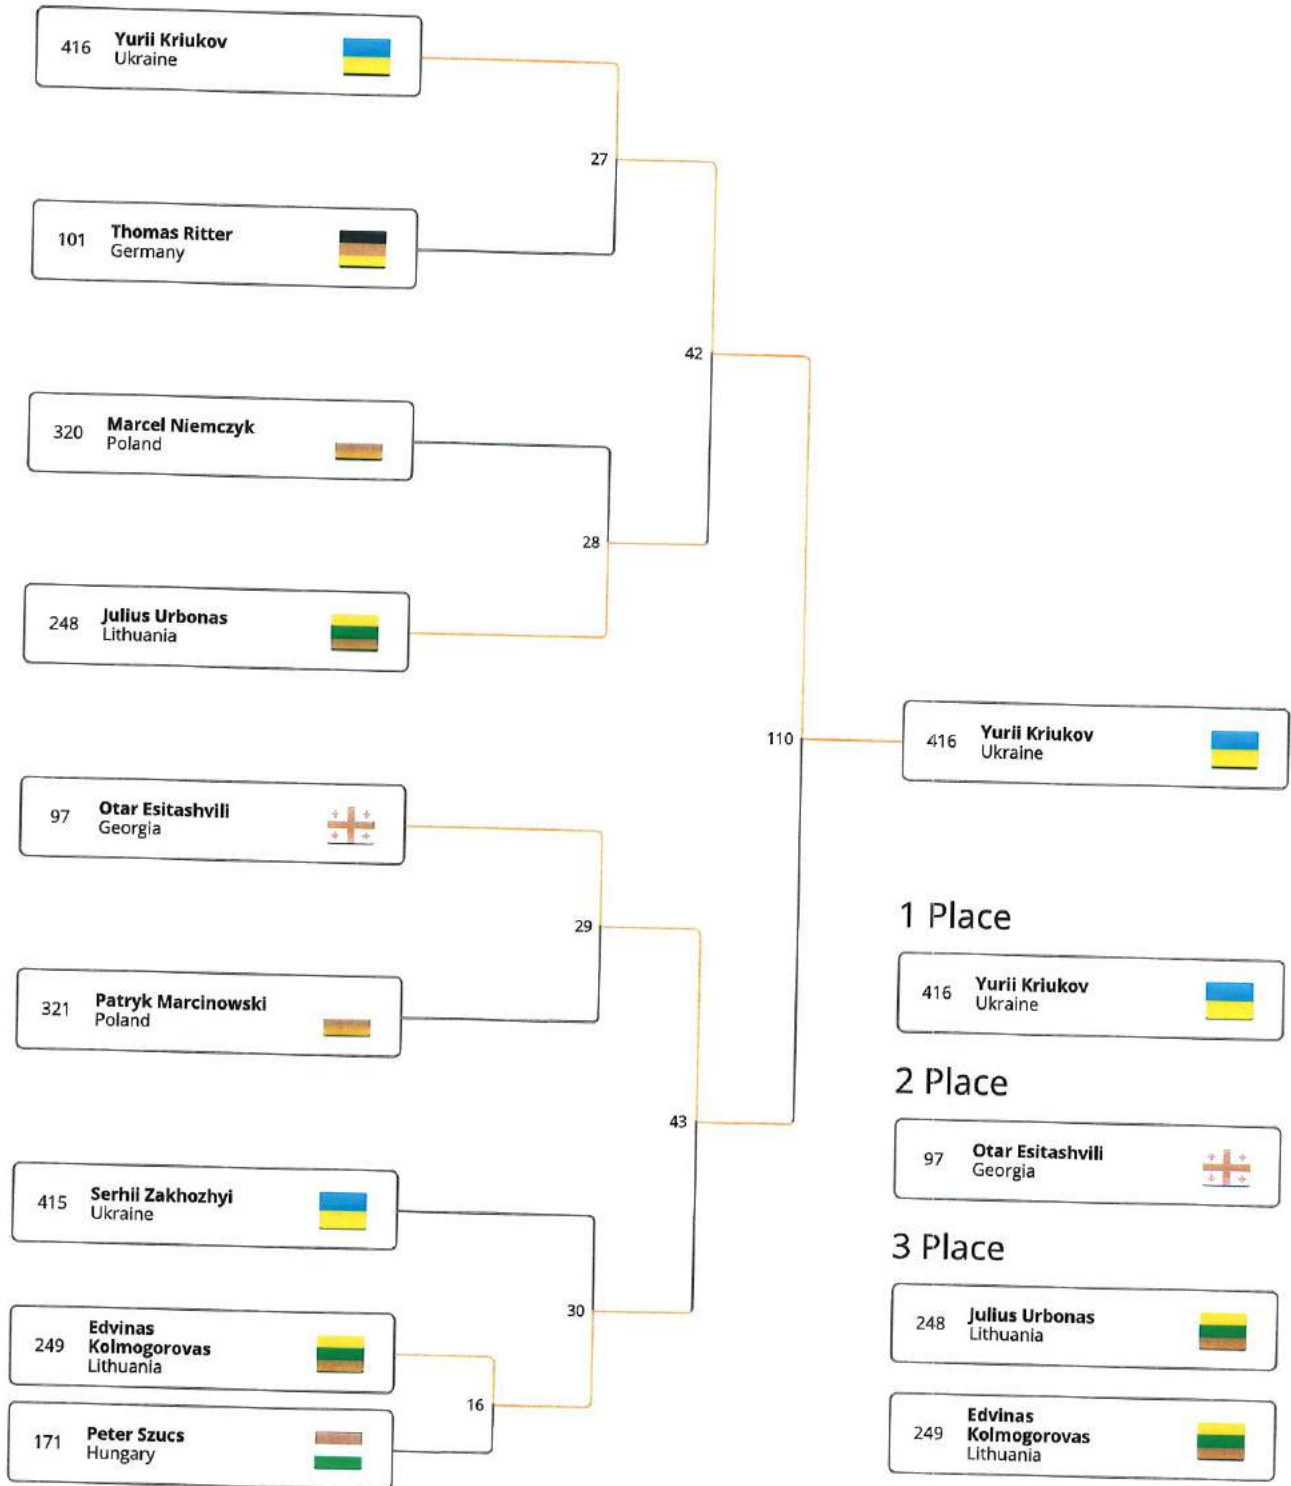 416
Yurii Kriukov
Ukraine
27
101
Thomas Ritter
Germany
42
320
Marcel Niemczyk
Poland
28
248
Julius Urbonas
Lithuania
110
416
Yurii Kriukov
Ukraine
97
Otar Esitashvili
Georgia
29
321
Patryk Marcinowski
Poland
43
415
Serhii Zakhozhyi
Ukraine
30
249
Edvinas
Kolmogorovas
Lithuania
16
171
Peter Szucs
Hungary
1 Place
416
Yurii Kriukov
Ukraine
2 Place
97
Otar Esitashvili
Georgia
3 Place
248
Julius Urbonas
Lithuania
249
Edvinas
Kolmogorovas
Lithuania